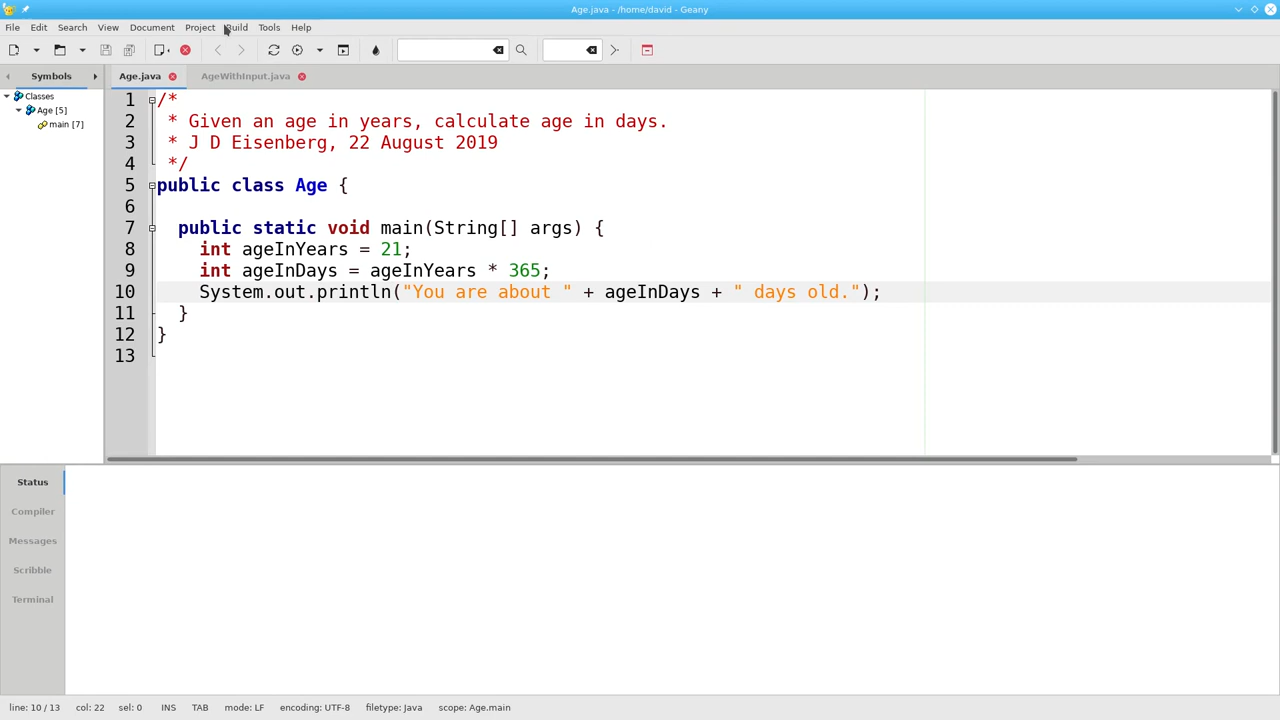 Age.java - /home/david - Geany
File Edit Search View Document Project Build Tools Help
Symbols
Age.java AgeWithInput.java
Classes
Age [5]
main [7]
1 /*
2  * Given an age in years, calculate age in days.
3  * J D Eisenberg, 22 August 2019
4  */
5 public class Age {
6
7   public static void main(String[] args) {
8     int ageInYears = 21;
9     int ageInDays = ageInYears * 365;
10     System.out.println("You are about " + ageInDays + " days old.");
11   }
12 }
13
Status
Compiler
Messages
Scribble
Terminal
line: 10 / 13 col: 22 sel: 0 INS TAB mode: LF encoding: UTF-8 filetype: Java scope: Age.main